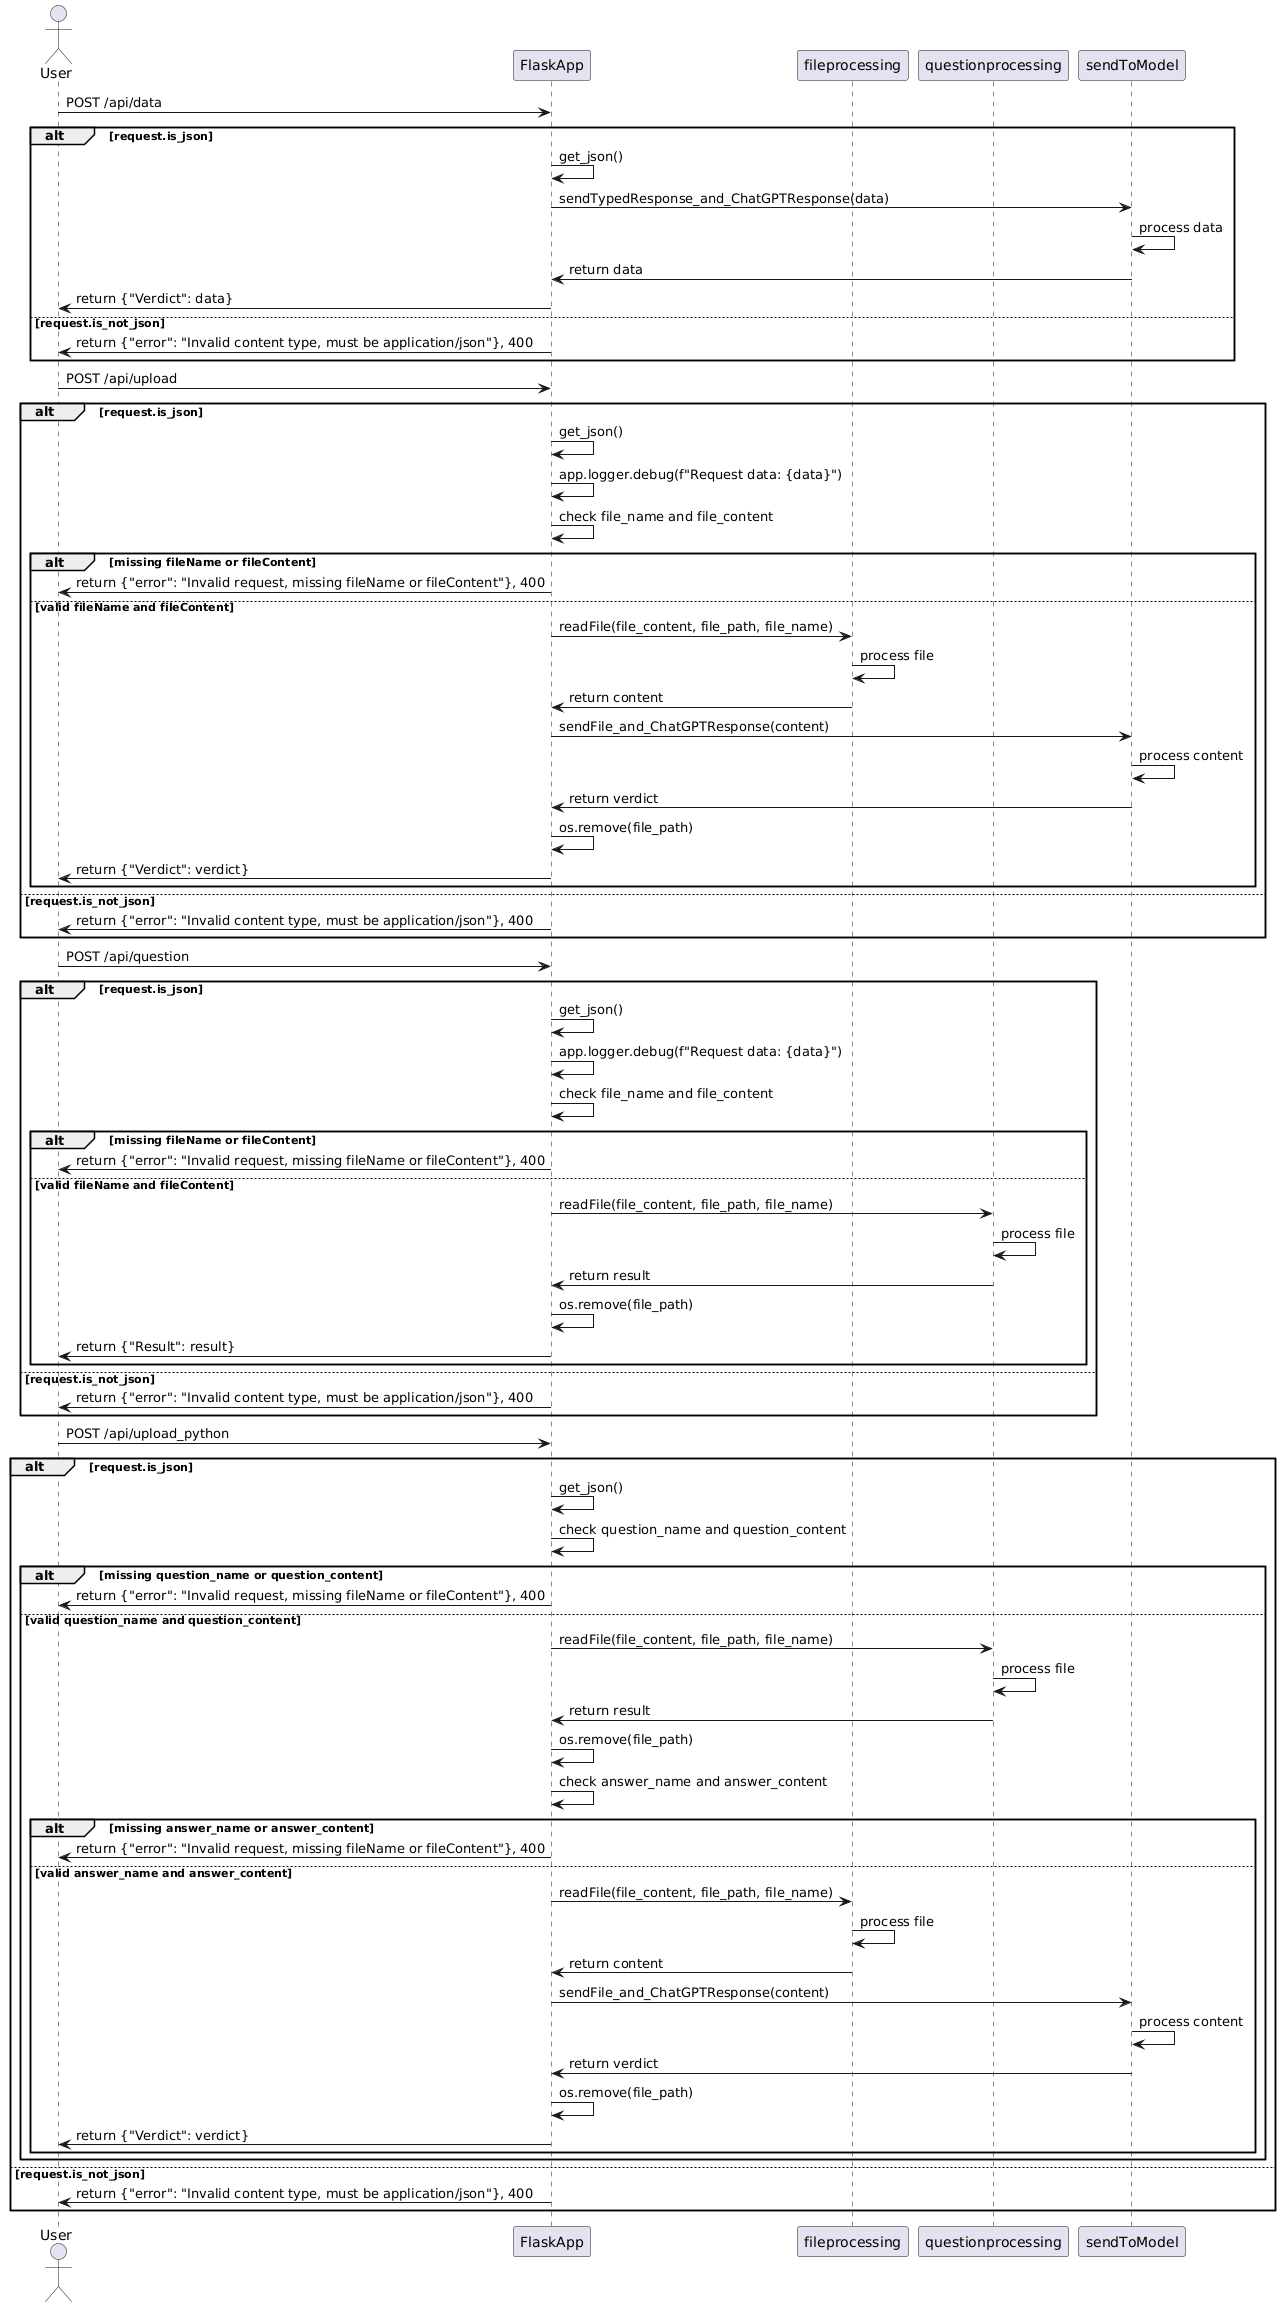 User
FlaskApp
fileprocessing
questionprocessing
sendToModel
POST /api/data
alt
[request.is_json]
get_json()
sendTypedResponse_and_ChatGPTResponse(data)
process data
return data
return {"Verdict": data}
[request.is_not_json]
return {"error": "Invalid content type, must be application/json"}, 400
POST /api/upload
alt
[request.is_json]
get_json()
app.logger.debug(f"Request data: {data}")
check file_name and file_content
alt
[missing fileName or fileContent]
return {"error": "Invalid request, missing fileName or fileContent"}, 400
[valid fileName and fileContent]
readFile(file_content, file_path, file_name)
process file
return content
sendFile_and_ChatGPTResponse(content)
process content
return verdict
os.remove(file_path)
return {"Verdict": verdict}
[request.is_not_json]
return {"error": "Invalid content type, must be application/json"}, 400
POST /api/question
alt
[request.is_json]
get_json()
app.logger.debug(f"Request data: {data}")
check file_name and file_content
alt
[missing fileName or fileContent]
return {"error": "Invalid request, missing fileName or fileContent"}, 400
[valid fileName and fileContent]
readFile(file_content, file_path, file_name)
process file
return result
os.remove(file_path)
return {"Result": result}
[request.is_not_json]
return {"error": "Invalid content type, must be application/json"}, 400
POST /api/upload_python
alt
[request.is_json]
get_json()
check question_name and question_content
alt
[missing question_name or question_content]
return {"error": "Invalid request, missing fileName or fileContent"}, 400
[valid question_name and question_content]
readFile(file_content, file_path, file_name)
process file
return result
os.remove(file_path)
check answer_name and answer_content
alt
[missing answer_name or answer_content]
return {"error": "Invalid request, missing fileName or fileContent"}, 400
[valid answer_name and answer_content]
readFile(file_content, file_path, file_name)
process file
return content
sendFile_and_ChatGPTResponse(content)
process content
return verdict
os.remove(file_path)
return {"Verdict": verdict}
[request.is_not_json]
return {"error": "Invalid content type, must be application/json"}, 400
User
FlaskApp
fileprocessing
questionprocessing
sendToModel